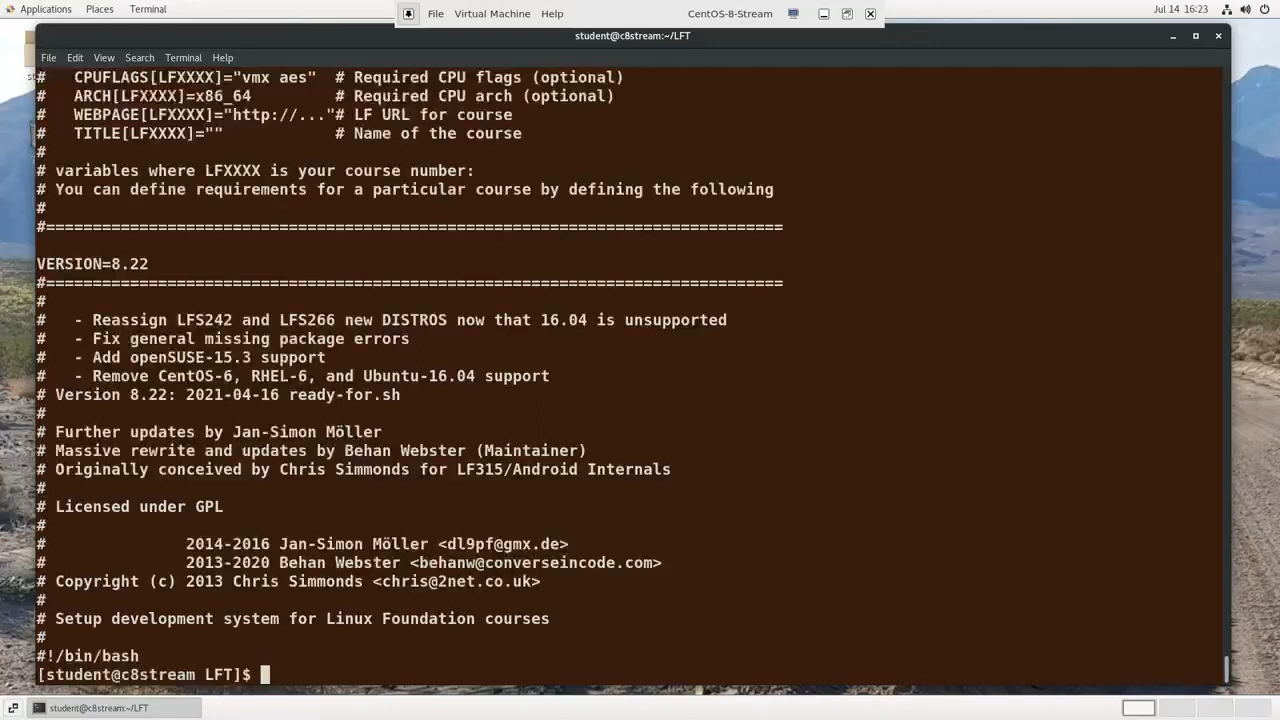 Applications Places Terminal
File Virtual Machine Help CentOS-8-Stream
Jul 14 16:23
student@c8stream:~/LFT
File Edit View Search Terminal Help
#   CPUFLAGS[LFXXXX]="vmx aes"  # Required CPU flags (optional)
#   ARCH[LFXXXX]=x86_64         # Required CPU arch (optional)
#   WEBPAGE[LFXXXX]="http://..."# LF URL for course
#   TITLE[LFXXXX]=""            # Name of the course
#
# variables where LFXXXX is your course number:
# You can define requirements for a particular course by defining the following
#
#===============================================================================
VERSION=8.22
#===============================================================================
#
#   - Reassign LFS242 and LFS266 new DISTROS now that 16.04 is unsupported
#   - Fix general missing package errors
#   - Add openSUSE-15.3 support
#   - Remove CentOS-6, RHEL-6, and Ubuntu-16.04 support
# Version 8.22: 2021-04-16 ready-for.sh
#
# Further updates by Jan-Simon Möller
# Massive rewrite and updates by Behan Webster (Maintainer)
# Originally conceived by Chris Simmonds for LF315/Android Internals
#
# Licensed under GPL
#
#               2014-2016 Jan-Simon Möller <dl9pf@gmx.de>
#               2013-2020 Behan Webster <behanw@converseincode.com>
# Copyright (c) 2013 Chris Simmonds <chris@2net.co.uk>
#
# Setup development system for Linux Foundation courses
#
#!/bin/bash
[student@c8stream LFT]$
student@c8stream:~/LFT